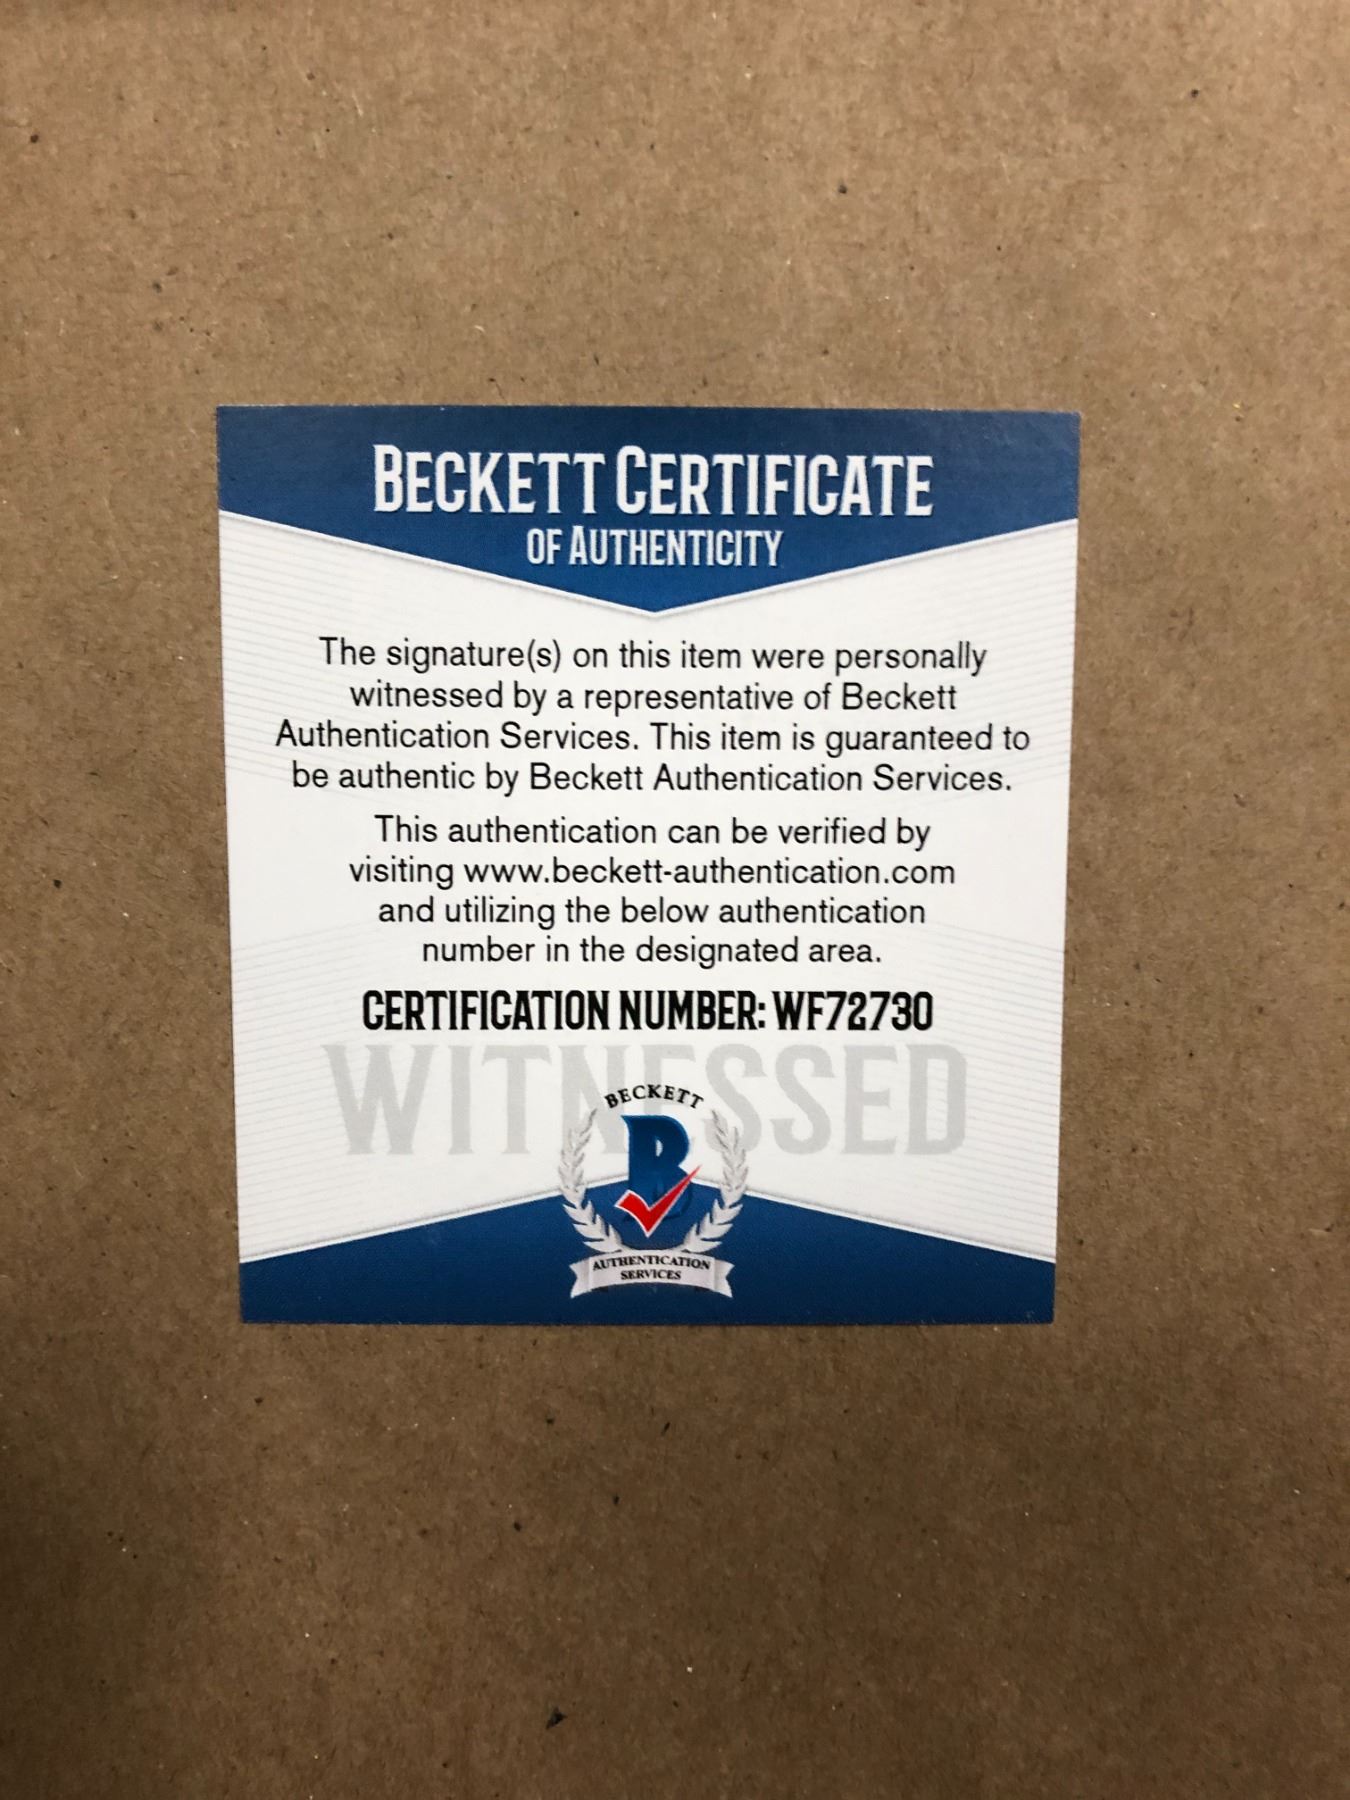 BECKETT CERTIFICATE
OF AUTHENTICITY
The signature(s) on this item were personally
witnessed by a representative of Beckett
Authentication Services. This item is guaranteed to
be authentic by Beckett Authentication Services.
This authentication can be verified by
visiting www.beckett-authentication.com
and utilizing the below authentication
number in the designated area.
CERTIFICATION NUMBER: WF72730
WITNESSED
BECKETT
B
AUTHENTICATION
SERVICES